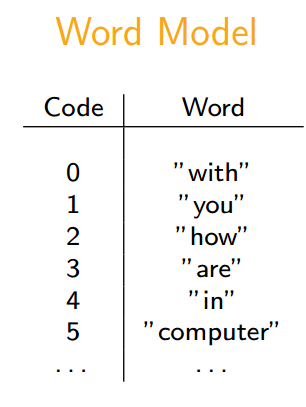 Word Model
Code Word
0 "with"
1 "you"
2 "how"
3 "are"
4 "in"
5 "computer"
... ...